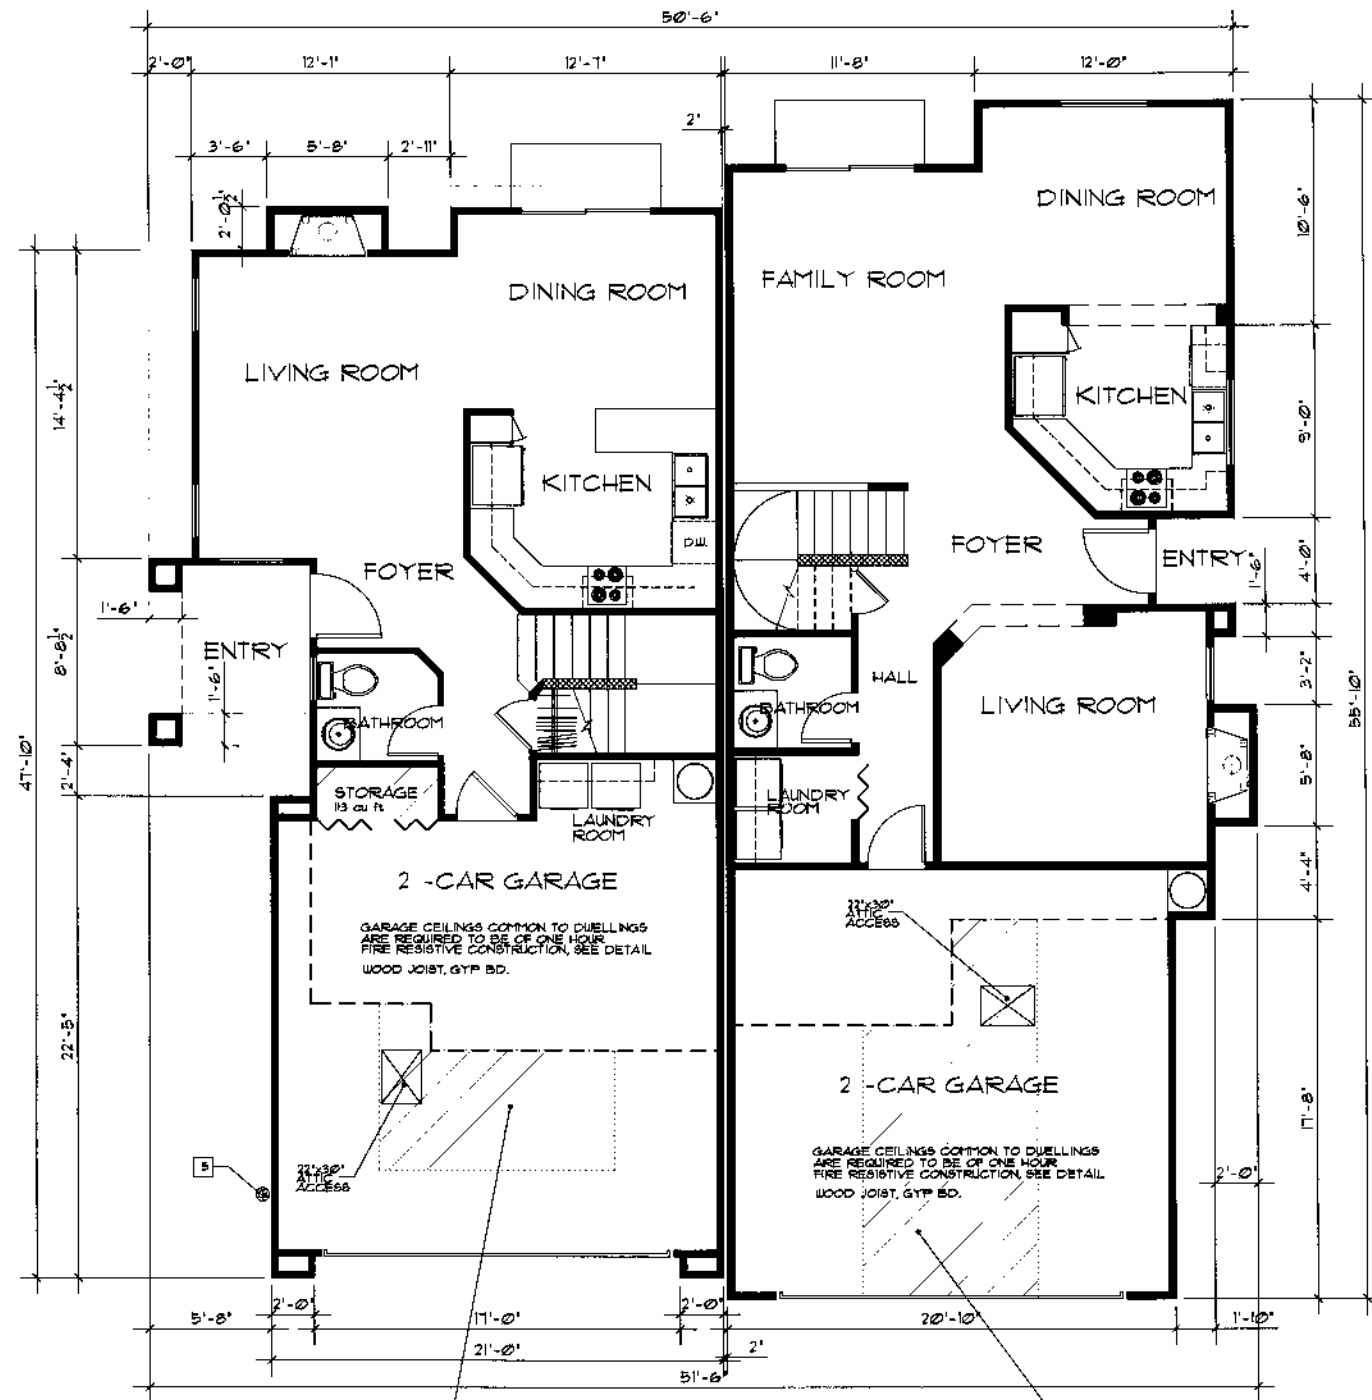 50'-6"
2'-0"
12'-1"
12'-7"
11'-8"
12'-0"
2"
3'-6"
5'-8"
2'-11"
2'-0½"
DINING ROOM
10'-6"
FAMILY ROOM
DINING ROOM
LIVING ROOM
14'-4½"
KITCHEN
9'-0"
KITCHEN
D.W.
FOYER
FOYER
ENTRY
1'-6"
4'-0"
1'-6"
8'-8½"
ENTRY
1'-6"
HALL
3'-2"
LIVING ROOM
55'-10"
BATHROOM
BATHROOM
47'-10"
2'-4"
5'-8"
STORAGE
113 cu ft
LAUNDRY
ROOM
LAUNDRY
ROOM
4'-4"
2 -CAR GARAGE
22"x30"
ATTIC
ACCESS
GARAGE CEILINGS COMMON TO DWELLINGS
ARE REQUIRED TO BE OF ONE HOUR
FIRE RESISTIVE CONSTRUCTION, SEE DETAIL
WOOD JOIST, GYP BD.
22'-5"
2 -CAR GARAGE
17'-8"
GARAGE CEILINGS COMMON TO DWELLINGS
ARE REQUIRED TO BE OF ONE HOUR
FIRE RESISTIVE CONSTRUCTION, SEE DETAIL
WOOD JOIST, GYP BD.
5
22"x30"
ATTIC
ACCESS
2'-0"
5'-8"
2'-0"
17'-0"
2'-0"
20'-10"
1'-10"
21'-0"
2"
51'-6